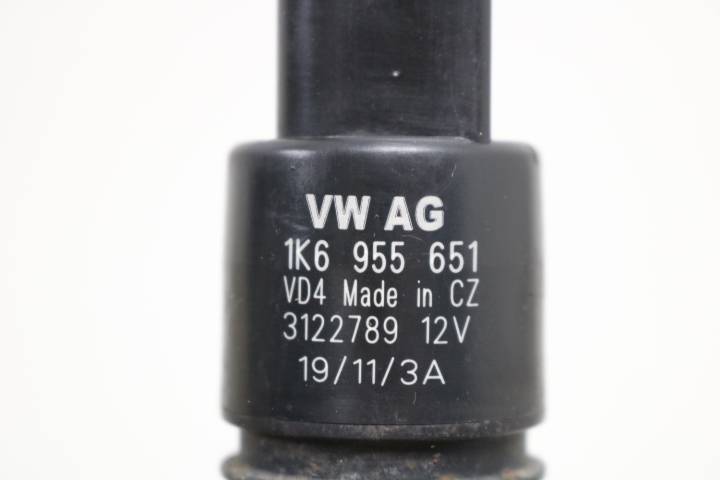 VW AG
1K6 955 651
VD4 Made in CZ
3122789 12V
19/11/3A